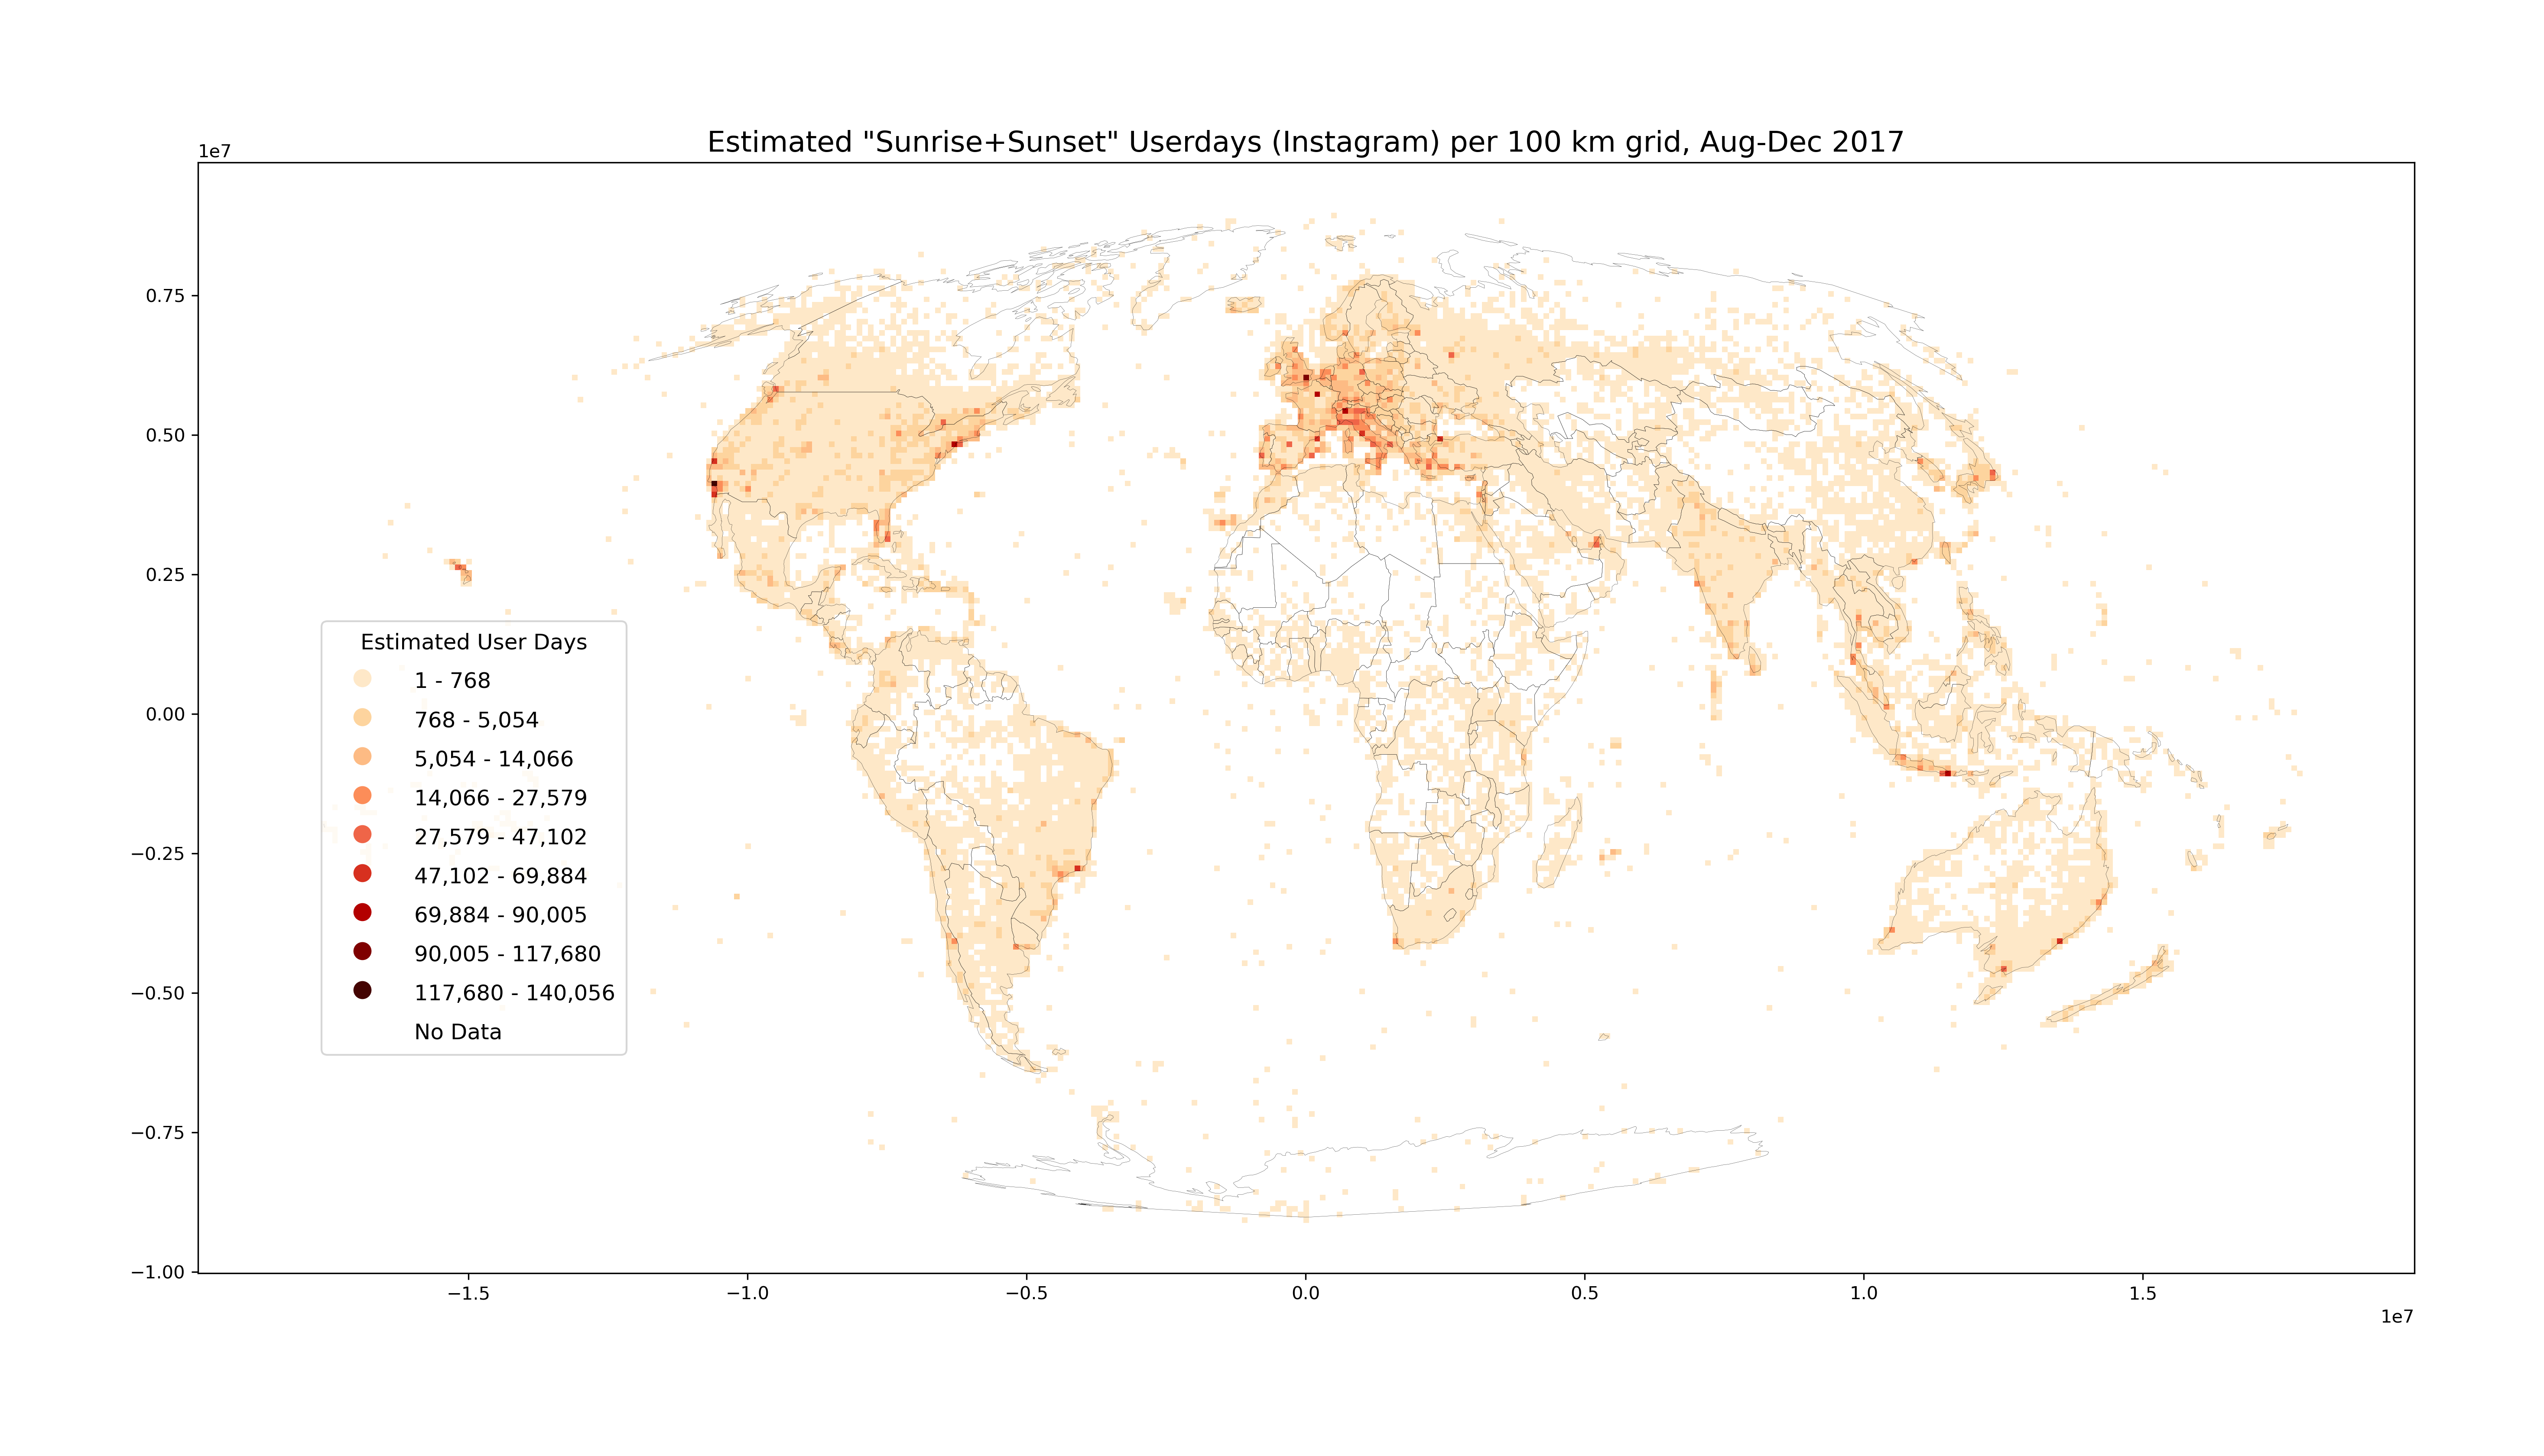 Estimated "Sunrise+Sunset" Userdays (Instagram) per 100 km grid, Aug-Dec 2017
1e7
0.75
0.50
0.25
0.00
−0.25
−0.50
−0.75
−1.00
Estimated User Days
1 - 768
768 - 5,054
5,054 - 14,066
14,066 - 27,579
27,579 - 47,102
47,102 - 69,884
69,884 - 90,005
90,005 - 117,680
117,680 - 140,056
No Data
−1.5 −1.0 −0.5 0.0 0.5 1.0 1.5
1e7